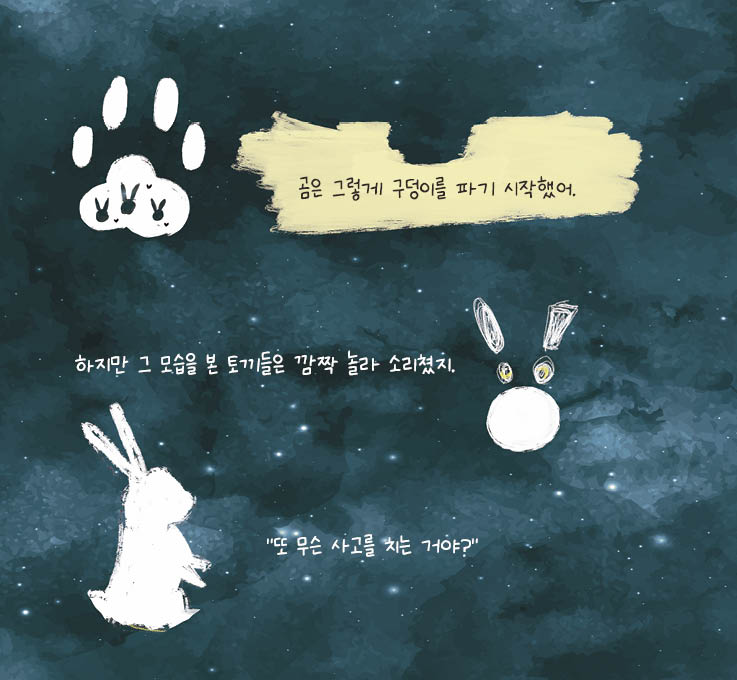 곰은 그렇게 구덩이를 파기 시작했어.
하지만 그 모습을 본 토끼들은 깜짝 놀라 소리쳤지.
"또 무슨 사고를 치는 거야?"